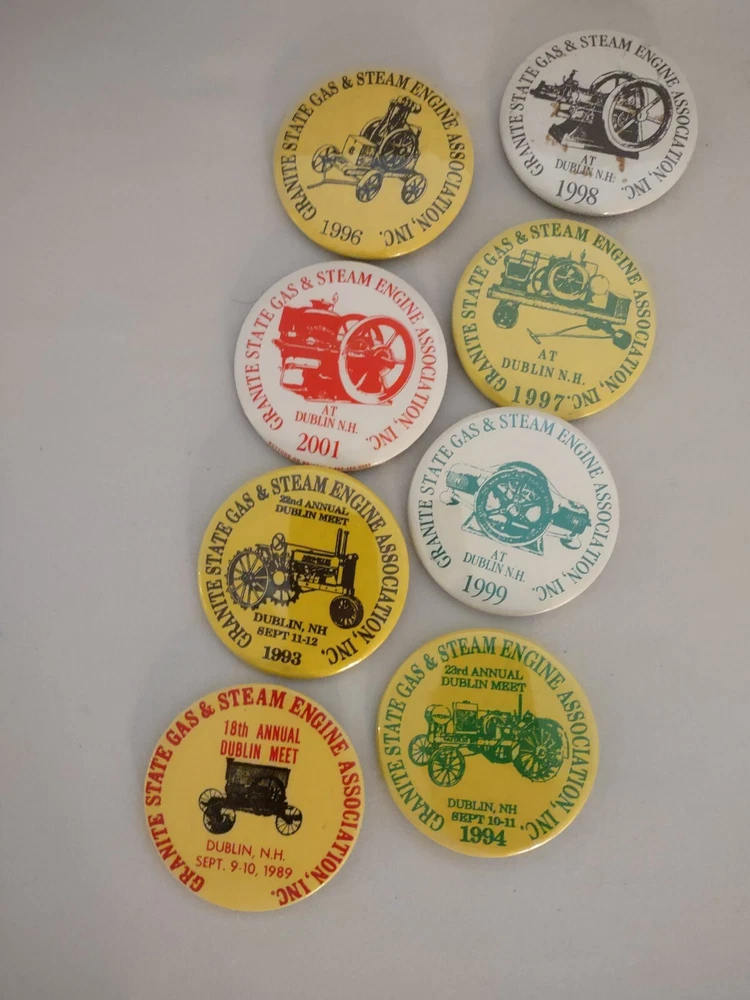 GRANITE STATE GAS & STEAM ENGINE ASSOCIATION, INC.
1996
GRANITE STATE GAS & STEAM ENGINE ASSOCIATION, INC.
AT
DUBLIN N.H.
1998
GRANITE STATE GAS & STEAM ENGINE ASSOCIATION, INC.
AT
DUBLIN N.H.
2001
GRANITE STATE GAS & STEAM ENGINE ASSOCIATION, INC.
AT
DUBLIN N.H.
1997
GRANITE STATE GAS & STEAM ENGINE ASSOCIATION, INC.
22nd ANNUAL
DUBLIN MEET
DUBLIN, NH
SEPT 11-12
1993
GRANITE STATE GAS & STEAM ENGINE ASSOCIATION, INC.
AT
DUBLIN N.H.
1999
GRANITE STATE GAS & STEAM ENGINE ASSOCIATION, INC.
18th ANNUAL
DUBLIN MEET
DUBLIN, N.H.
SEPT. 9-10, 1989
GRANITE STATE GAS & STEAM ENGINE ASSOCIATION, INC.
23rd ANNUAL
DUBLIN MEET
DUBLIN, NH
SEPT 10-11
1994